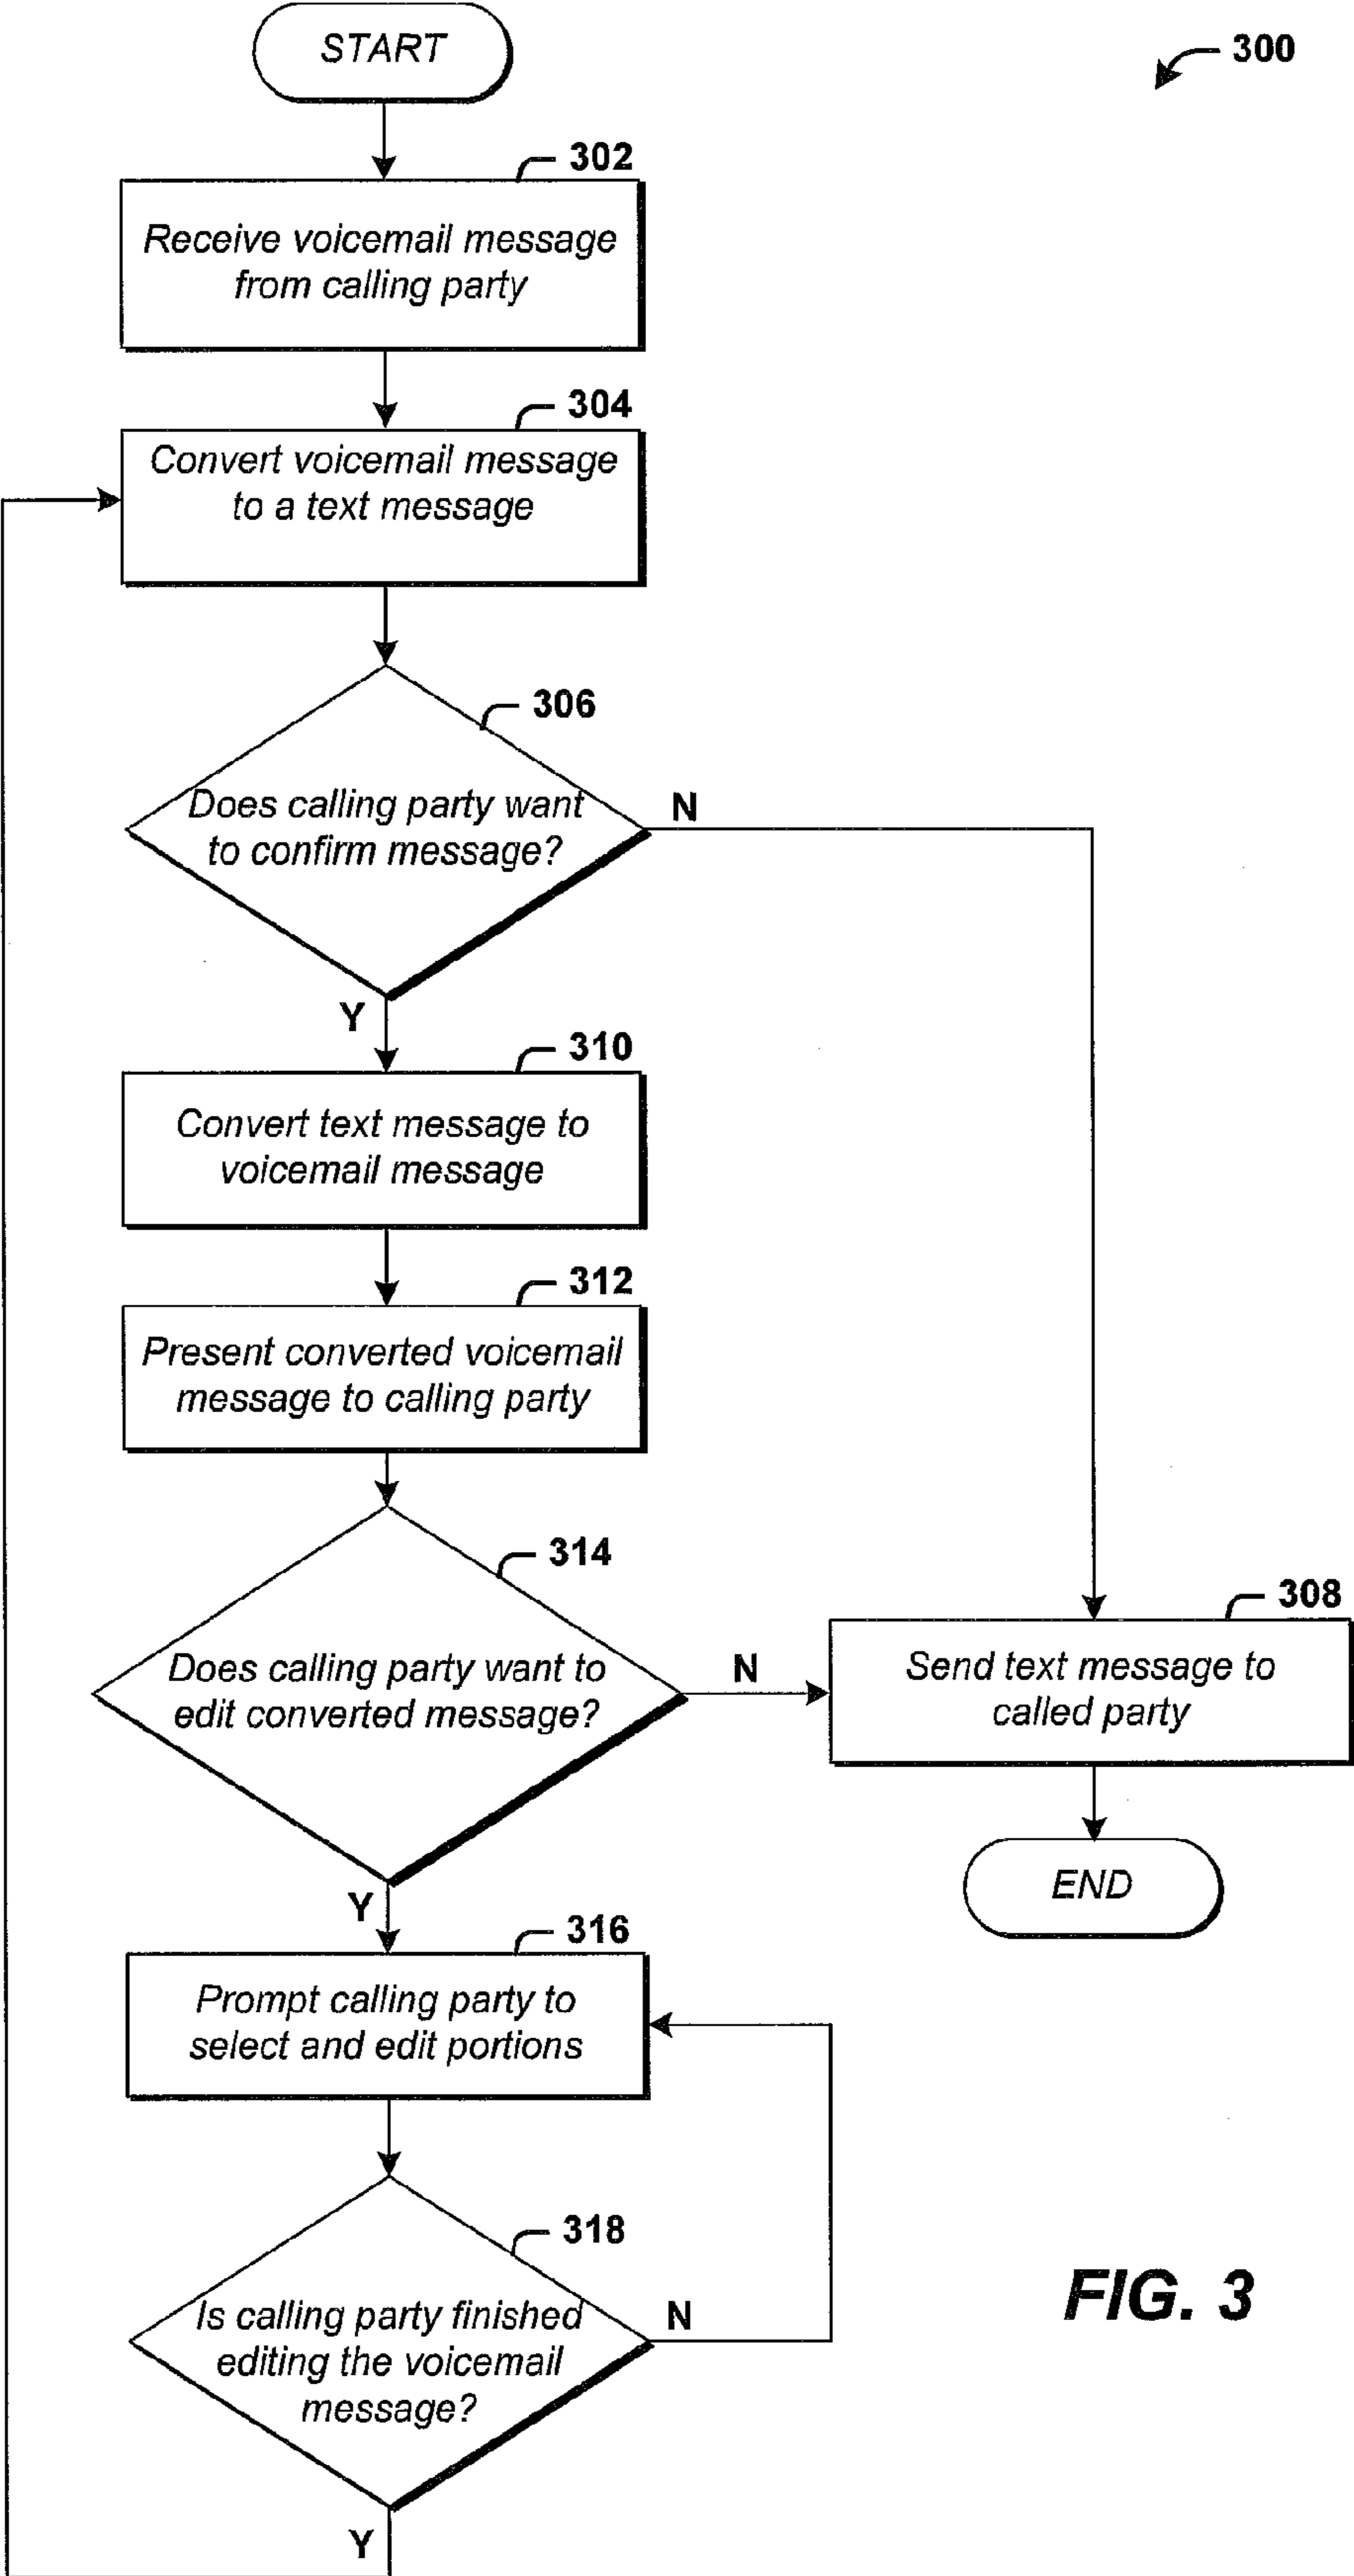 START
300
302
Receive voicemail message
from calling party
304
Convert voicemail message
to a text message
306
Does calling party want
to confirm message?
N
Y
310
Convert text message to
voicemail message
312
Present converted voicemail
message to calling party
314
Does calling party want to
edit converted message?
N
308
Send text message to
called party
END
Y
316
Prompt calling party to
select and edit portions
318
Is calling party finished
editing the voicemail
message?
N
FIG. 3
Y